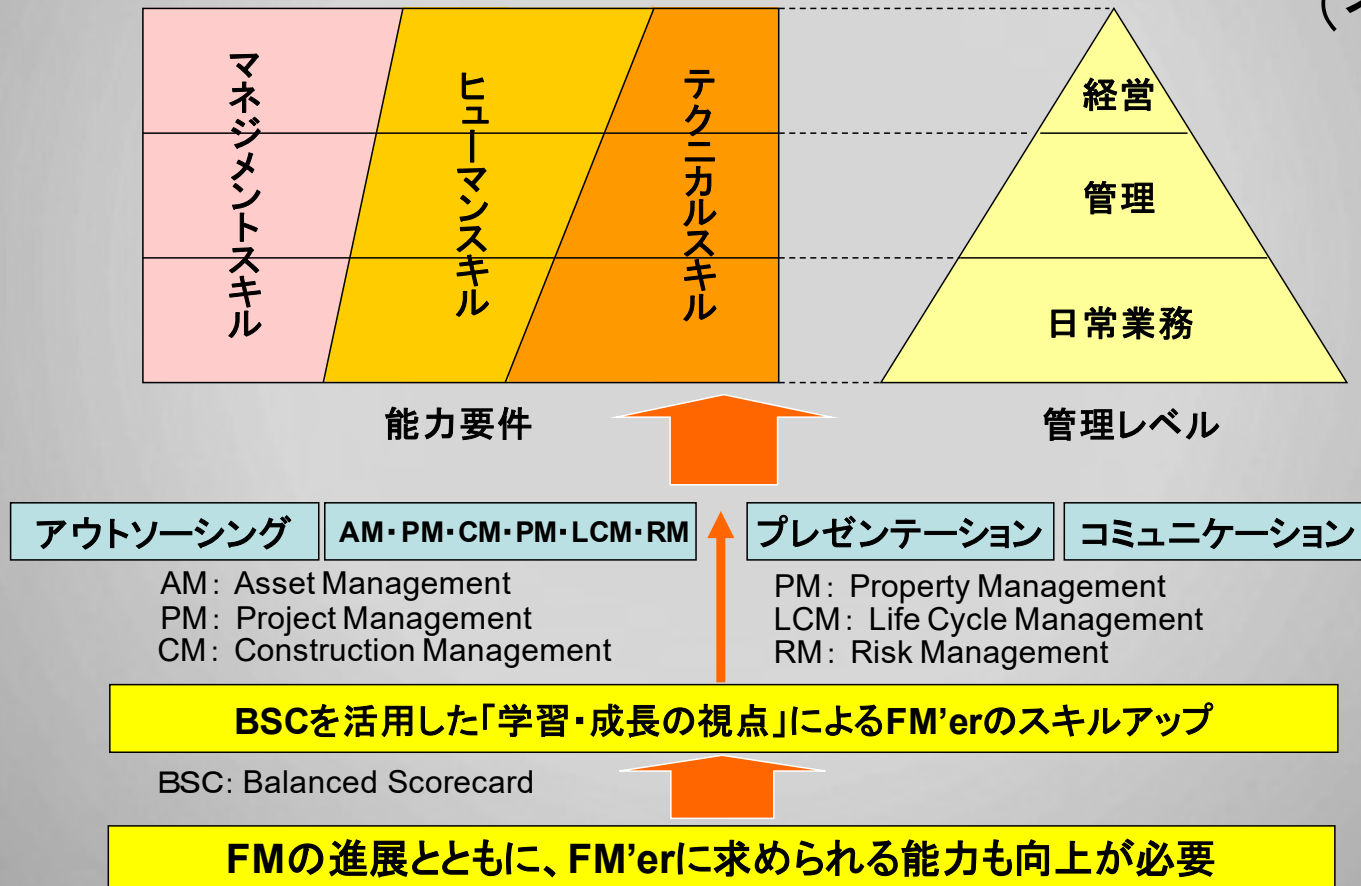 マネジメントスキル
ヒューマンスキル
テクニカルスキル
経営
管理
日常業務
能力要件
管理レベル
アウトソーシング
AM・PM・CM・PM・LCM・RM
プレゼンテーション
コミュニケーション
AM: Asset Management
PM: Project Management
CM: Construction Management
PM: Property Management
LCM: Life Cycle Management
RM: Risk Management
BSCを活用した「学習・成長の視点」によるFM’erのスキルアップ
BSC: Balanced Scorecard
FMの進展とともに、FM’erに求められる能力も向上が必要